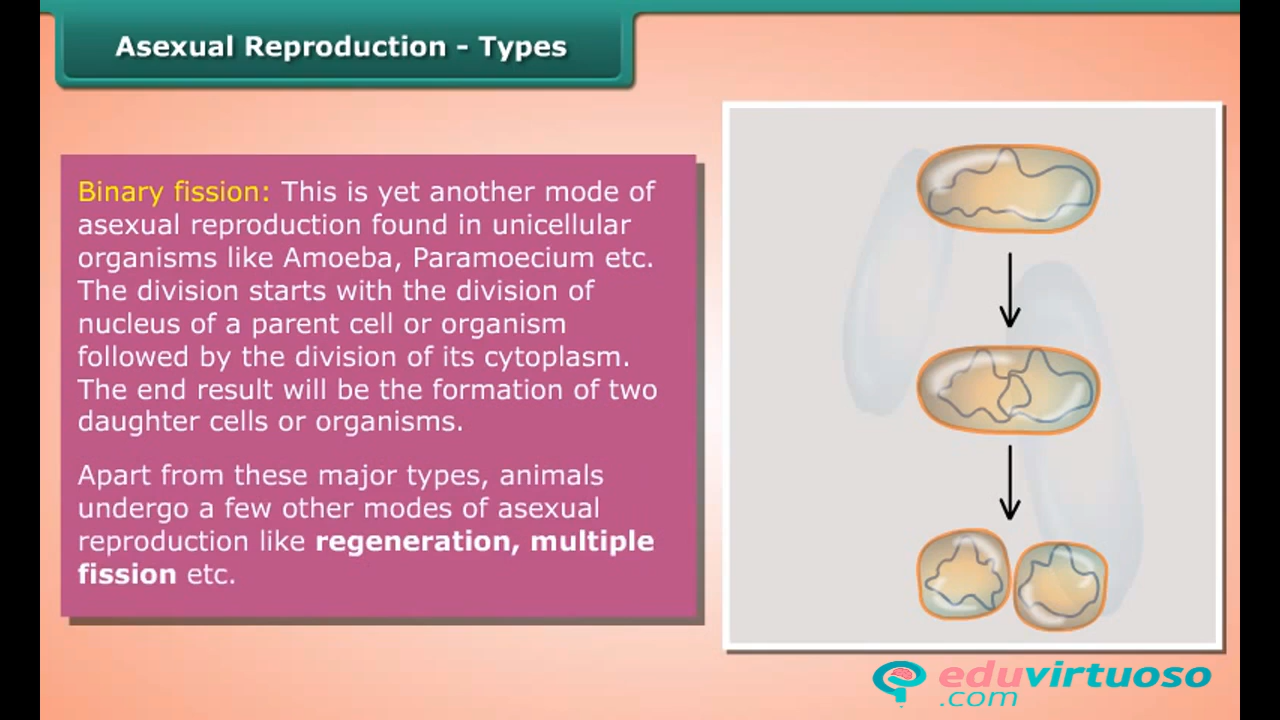 Asexual Reproduction - Types
Binary fission: This is yet another mode of
asexual reproduction found in unicellular
organisms like Amoeba, Paramoecium etc.
The division starts with the division of
nucleus of a parent cell or organism
followed by the division of its cytoplasm.
The end result will be the formation of two
daughter cells or organisms.
Apart from these major types, animals
undergo a few other modes of asexual
reproduction like regeneration, multiple
fission etc.
eduvirtuoso
.com